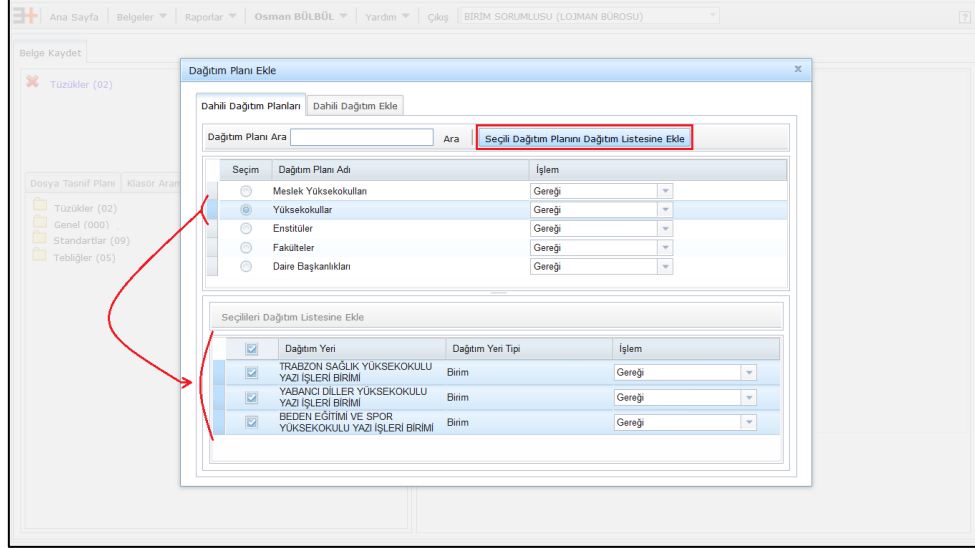 Ana Sayfa Belgeler Raporlar Osman BÜLBÜL Yardım Çıkış BİRİM SORUMLUSU (LOJMAN BÜROSU)
Belge Kaydet
Tüzükler (02)
Dosya Tasnif Planı Klasör Aram
Tüzükler (02)
Genel (000)
Standartlar (09)
Tebliğler (05)
Dağıtım Planı Ekle x
Dahili Dağıtım Planları Dahili Dağıtım Ekle
Dağıtım Planı Ara Ara Seçili Dağıtım Planını Dağıtım Listesine Ekle
Seçim Dağıtım Planı Adı İşlem
Meslek Yüksekokulları Gereği
Yüksekokullar Gereği
Enstitüler Gereği
Fakülteler Gereği
Daire Başkanlıkları Gereği
Seçilileri Dağıtım Listesine Ekle
Dağıtım Yeri Dağıtım Yeri Tipi İşlem
TRABZON SAĞLIK YÜKSEKOKULU
YAZI İŞLERİ BİRİMİ Birim Gereği
YABANCI DİLLER YÜKSEKOKULU
YAZI İŞLERİ BİRİMİ Birim Gereği
BEDEN EĞİTİMİ VE SPOR
YÜKSEKOKULU YAZI İŞLERİ BİRİMİ Birim Gereği